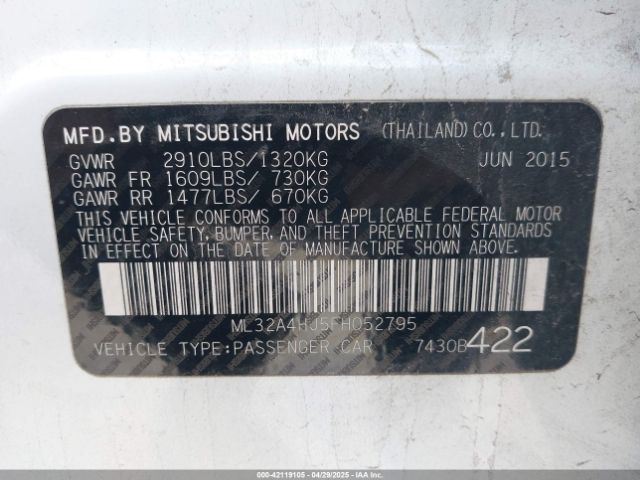 MFD.BY MITSUBISHI MOTORS (THAILAND)CO.,LTD.
GVWR 2910LBS/1320KG JUN 2015
GAWR FR 1609LBS/ 730KG
GAWR RR 1477LBS/ 670KG
THIS VEHICLE CONFORMS TO ALL APPLICABLE FEDERAL MOTOR
VEHICLE SAFETY, BUMPER, AND THEFT PREVENTION STANDARDS
IN EFFECT ON THE DATE OF MANUFACTURE SHOWN ABOVE.
ML32A4HJ5FH052795
VEHICLE TYPE:PASSENGER CAR 7430B422
000-42119105 - 04/29/2025 - IAAI.com